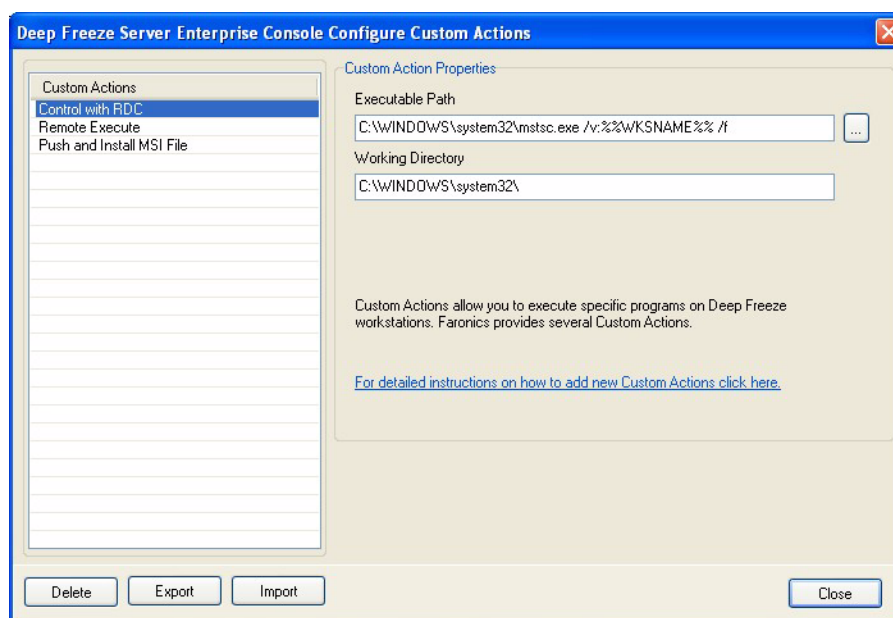 Deep Freeze Server Enterprise Console Configure Custom Actions
Custom Actions
Control with RDC
Remote Execute
Push and Install MSI File
Custom Action Properties
Executable Path
C:\WINDOWS\system32\mstsc.exe /v:%%WKSNAME%% /f
...
Working Directory
C:\WINDOWS\system32\
Custom Actions allow you to execute specific programs on Deep Freeze
workstations. Faronics provides several Custom Actions.
For detailed instructions on how to add new Custom Actions click here.
Delete
Export
Import
Close